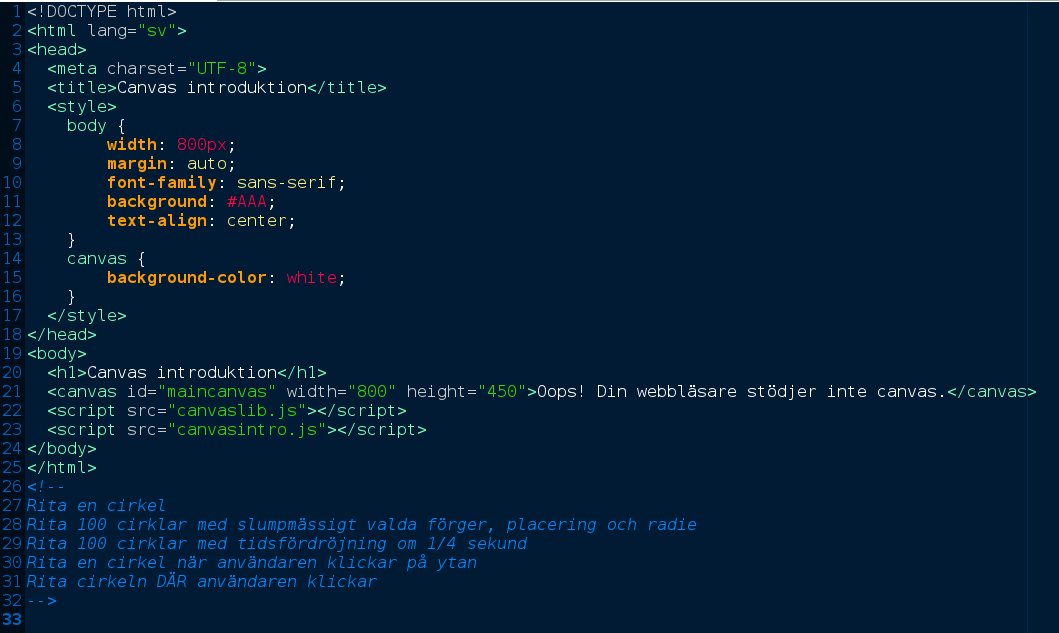 1 <!DOCTYPE html>
2 <html lang="sv">
3 <head>
4   <meta charset="UTF-8">
5   <title>Canvas introduktion</title>
6   <style>
7     body {
8         width: 800px;
9         margin: auto;
10         font-family: sans-serif;
11         background: #AAA;
12         text-align: center;
13     }
14     canvas {
15         background-color: white;
16     }
17   </style>
18 </head>
19 <body>
20   <h1>Canvas introduktion</h1>
21   <canvas id="maincanvas" width="800" height="450">Oops! Din webbläsare stödjer inte canvas.</canvas>
22   <script src="canvaslib.js"></script>
23   <script src="canvasintro.js"></script>
24 </body>
25 </html>
26 <!--
27 Rita en cirkel
28 Rita 100 cirklar med slumpmässigt valda förger, placering och radie
29 Rita 100 cirklar med tidsfördröjning om 1/4 sekund
30 Rita en cirkel när användaren klickar på ytan
31 Rita cirkeln DÄR användaren klickar
32 -->
33